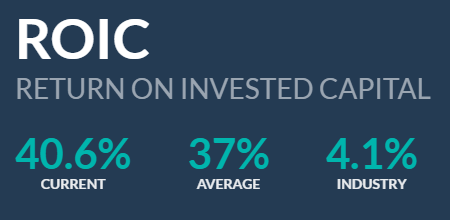 ROIC
RETURN ON INVESTED CAPITAL
40.6% 37% 4.1%
CURRENT AVERAGE INDUSTRY